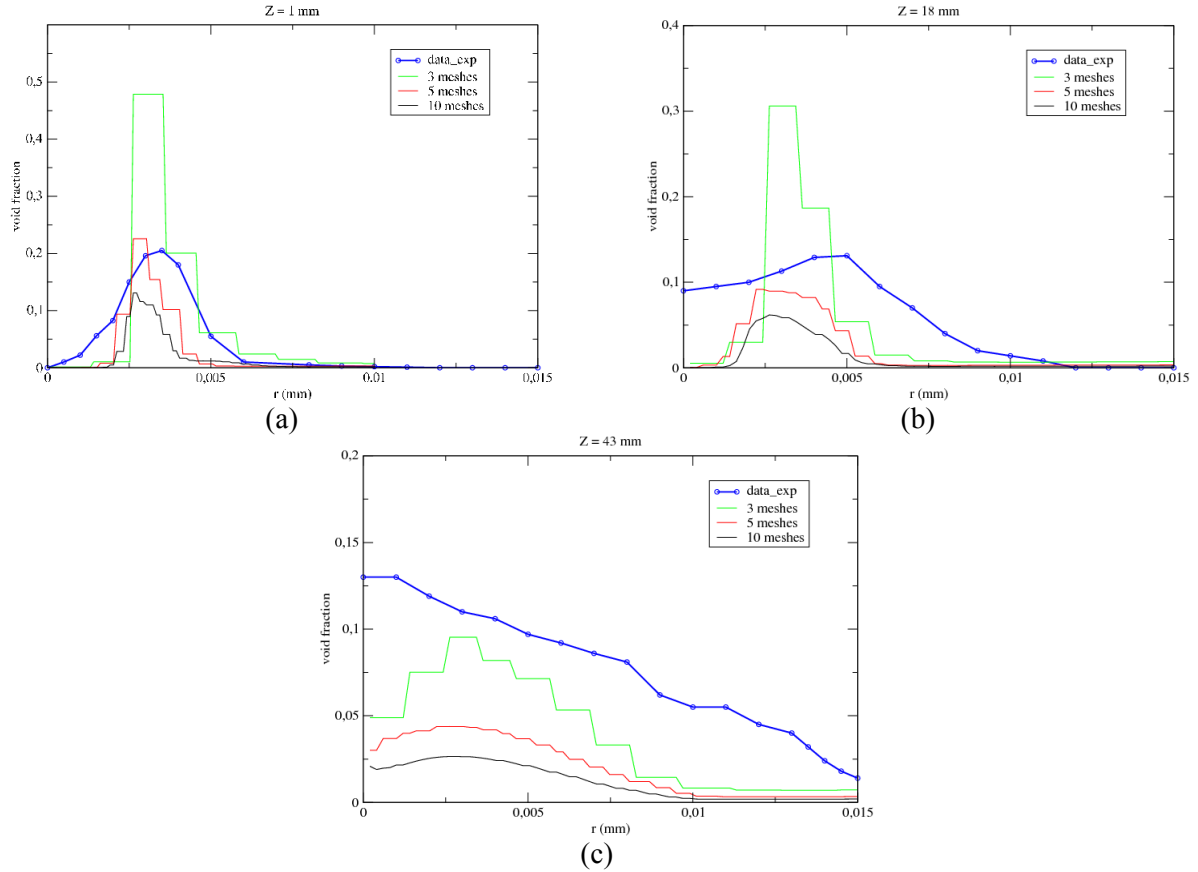 Z = 1 mm
data_exp
3 meshes
5 meshes
10 meshes
0,5
0,4
0,3
0,2
0,1
0
void fraction
0
0,005
0,01
0,015
r (mm)
(a)
Z = 18 mm
data_exp
3 meshes
5 meshes
10 meshes
0,4
0,3
0,2
0,1
0
void fraction
0
0,005
0,01
0,015
r (mm)
(b)
Z = 43 mm
data_exp
3 meshes
5 meshes
10 meshes
0,2
0,15
0,1
0,05
0
void fraction
0
0,005
0,01
0,015
r (mm)
(c)